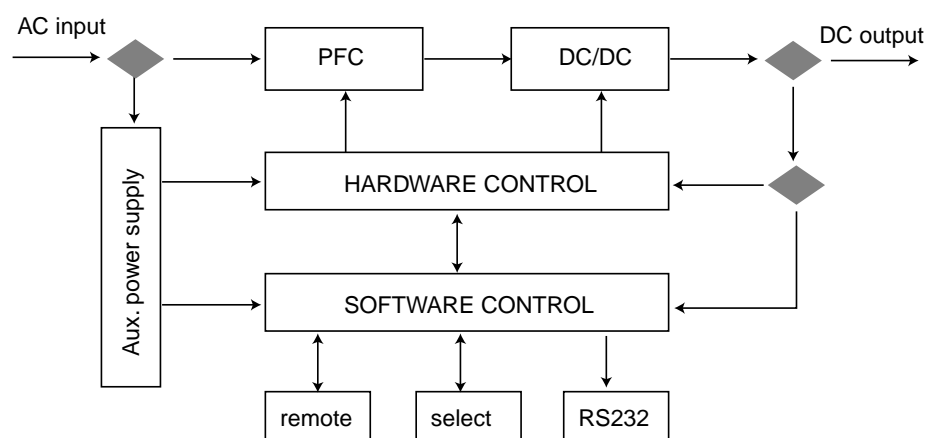 AC input
DC output
PFC
DC/DC
HARDWARE CONTROL
Aux. power supply
SOFTWARE CONTROL
remote
select
RS232